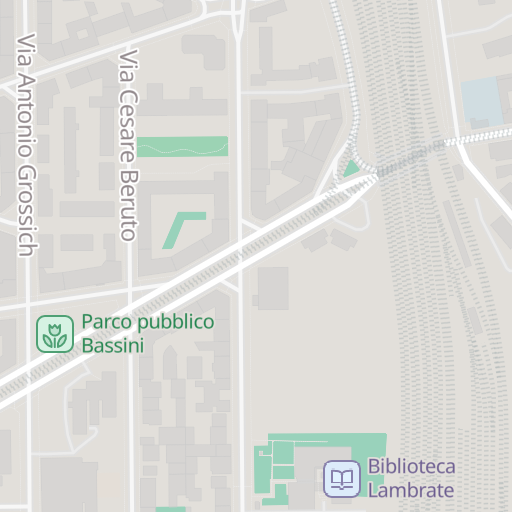 Via Antonio Grossich
Via Cesare Beruto
Parco pubblico
Bassini
Biblioteca
Lambrate